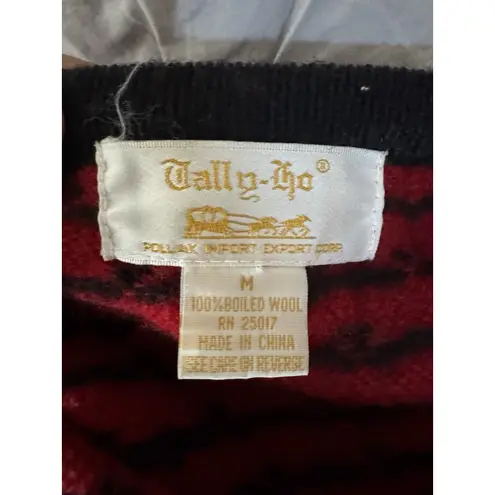 Tally-Ho®
POLLAK IMPORT EXPORT CORP.
M
100% BOILED WOOL
RN 25017
MADE IN CHINA
SEE CARE ON REVERSE